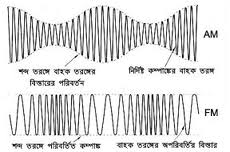 AM
শব্দ তরঙ্গে বাহক তরঙ্গের
বিস্তারের পরিবর্তন
নির্দিষ্ট কম্পাঙ্কের বাহক তরঙ্গ
FM
শব্দ তরঙ্গে পরিবর্তিত কম্পাঙ্ক
বাহক তরঙ্গের অপরিবর্তিত বিস্তার